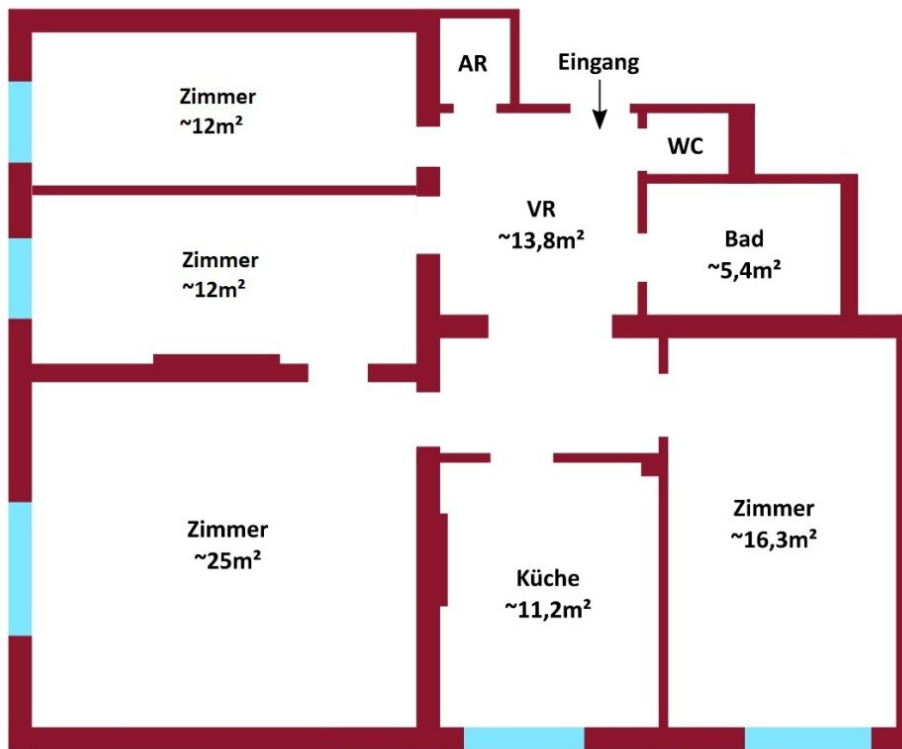 AR
Eingang
Zimmer
~12m²
WC
VR
~13,8m²
Bad
~5,4m²
Zimmer
~12m²
Zimmer
~25m²
Zimmer
~16,3m²
Küche
~11,2m²